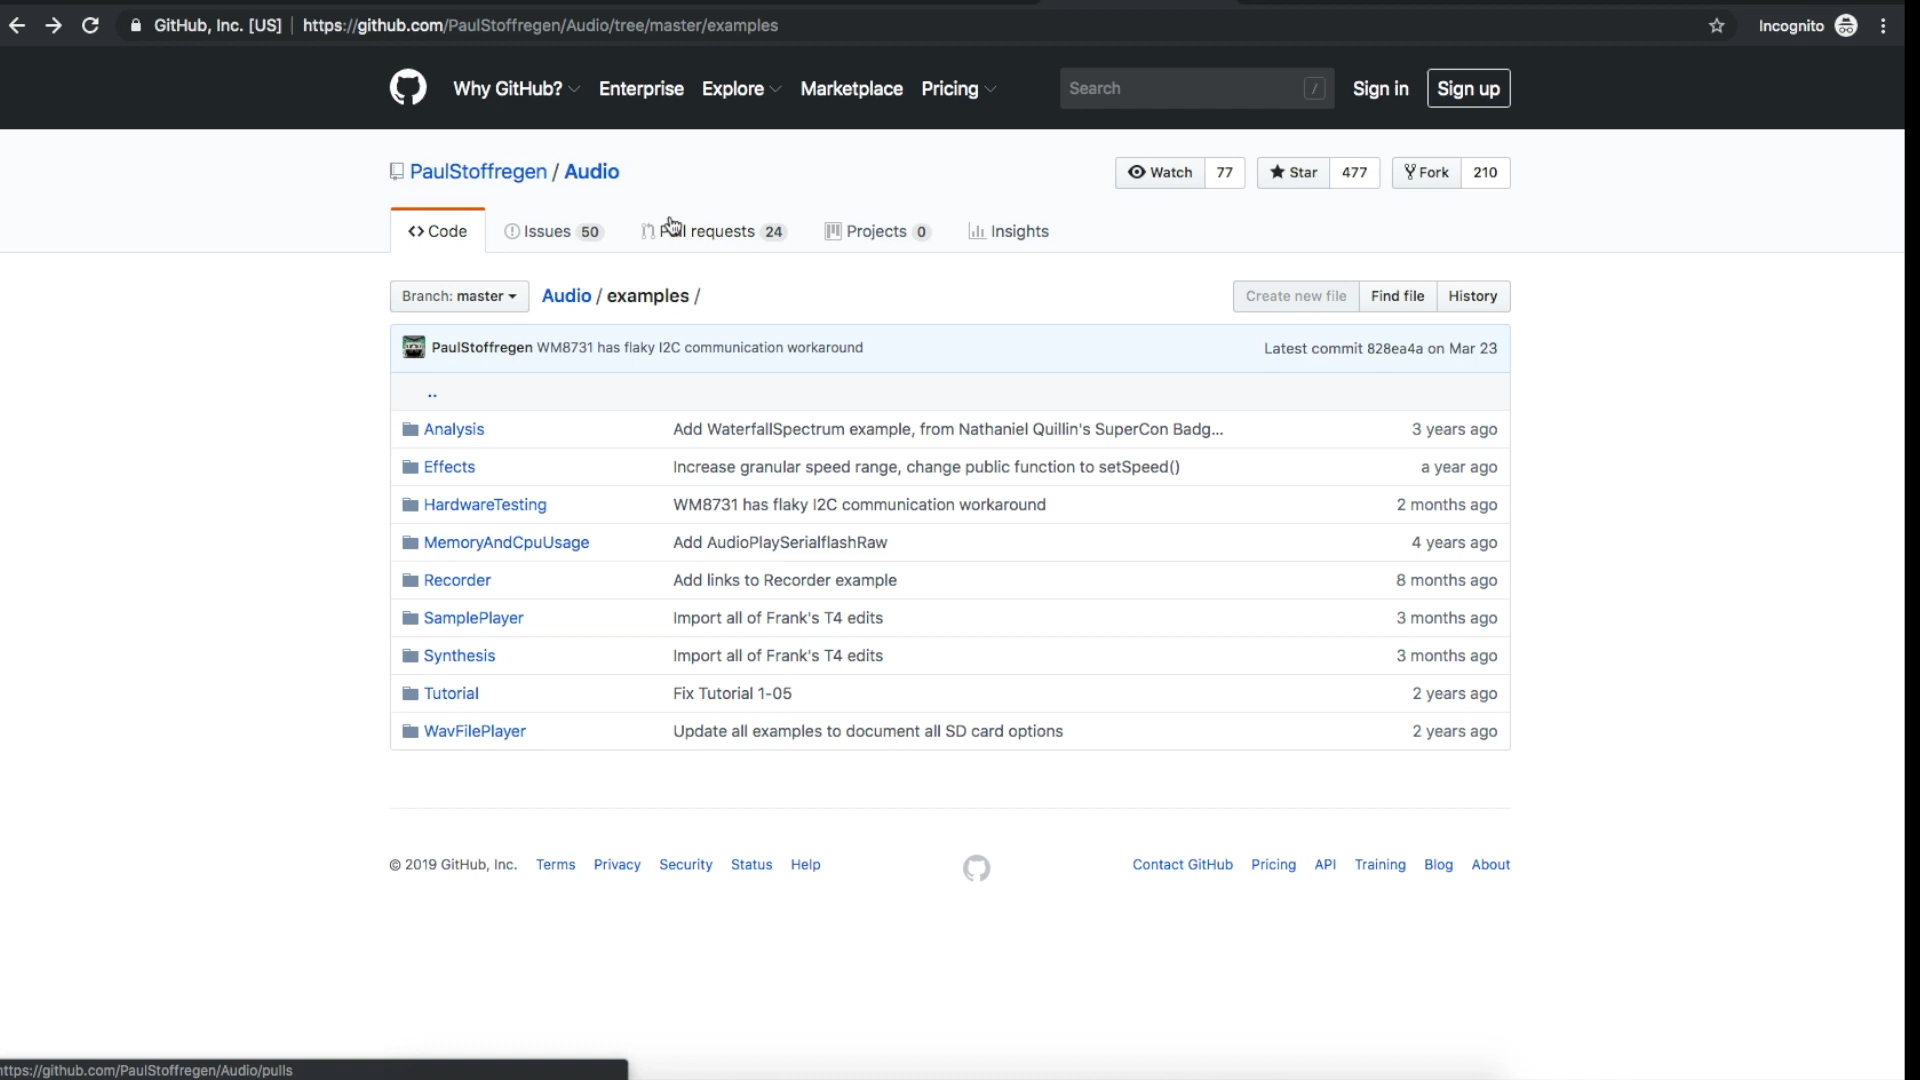 GitHub, Inc. [US] | https://github.com/PaulStoffregen/Audio/tree/master/examples Incognito
Why GitHub? Enterprise Explore Marketplace Pricing Search / Sign in Sign up
PaulStoffregen / Audio Watch 77 Star 477 Fork 210
Code Issues 50 Pull requests 24 Projects 0 Insights
Branch: master Audio / examples / Create new file Find file History
PaulStoffregen WM8731 has flaky I2C communication workaround Latest commit 828ea4a on Mar 23
..
Analysis Add WaterfallSpectrum example, from Nathaniel Quillin's SuperCon Badg... 3 years ago
Effects Increase granular speed range, change public function to setSpeed() a year ago
HardwareTesting WM8731 has flaky I2C communication workaround 2 months ago
MemoryAndCpuUsage Add AudioPlaySerialflashRaw 4 years ago
Recorder Add links to Recorder example 8 months ago
SamplePlayer Import all of Frank's T4 edits 3 months ago
Synthesis Import all of Frank's T4 edits 3 months ago
Tutorial Fix Tutorial 1-05 2 years ago
WavFilePlayer Update all examples to document all SD card options 2 years ago
© 2019 GitHub, Inc. Terms Privacy Security Status Help Contact GitHub Pricing API Training Blog About
https://github.com/PaulStoffregen/Audio/pulls